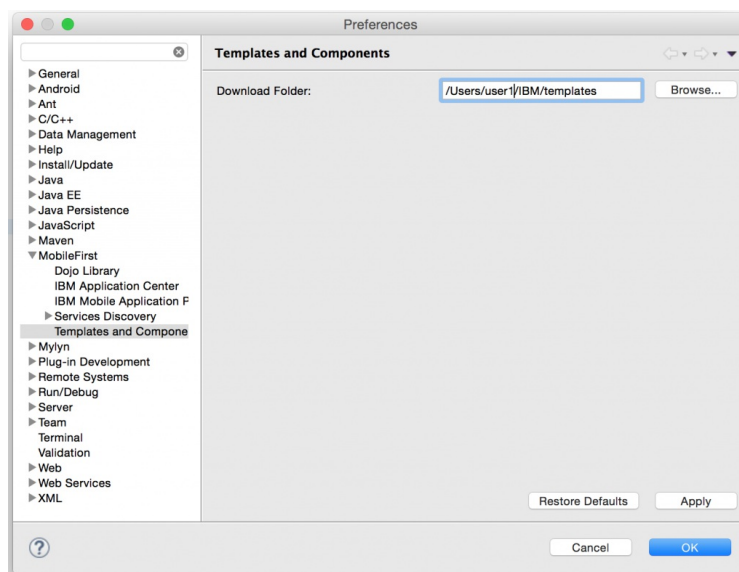 Preferences
Templates and Components
General
Android
Ant
C/C++
Data Management
Help
Install/Update
Java
Java EE
Java Persistence
JavaScript
Maven
MobileFirst
Dojo Library
IBM Application Center
IBM Mobile Application P
Services Discovery
Templates and Compone
Mylyn
Plug-in Development
Remote Systems
Run/Debug
Server
Team
Terminal
Validation
Web
Web Services
XML
Download Folder: /Users/user1/IBM/templates Browse...
Restore Defaults Apply
? Cancel OK